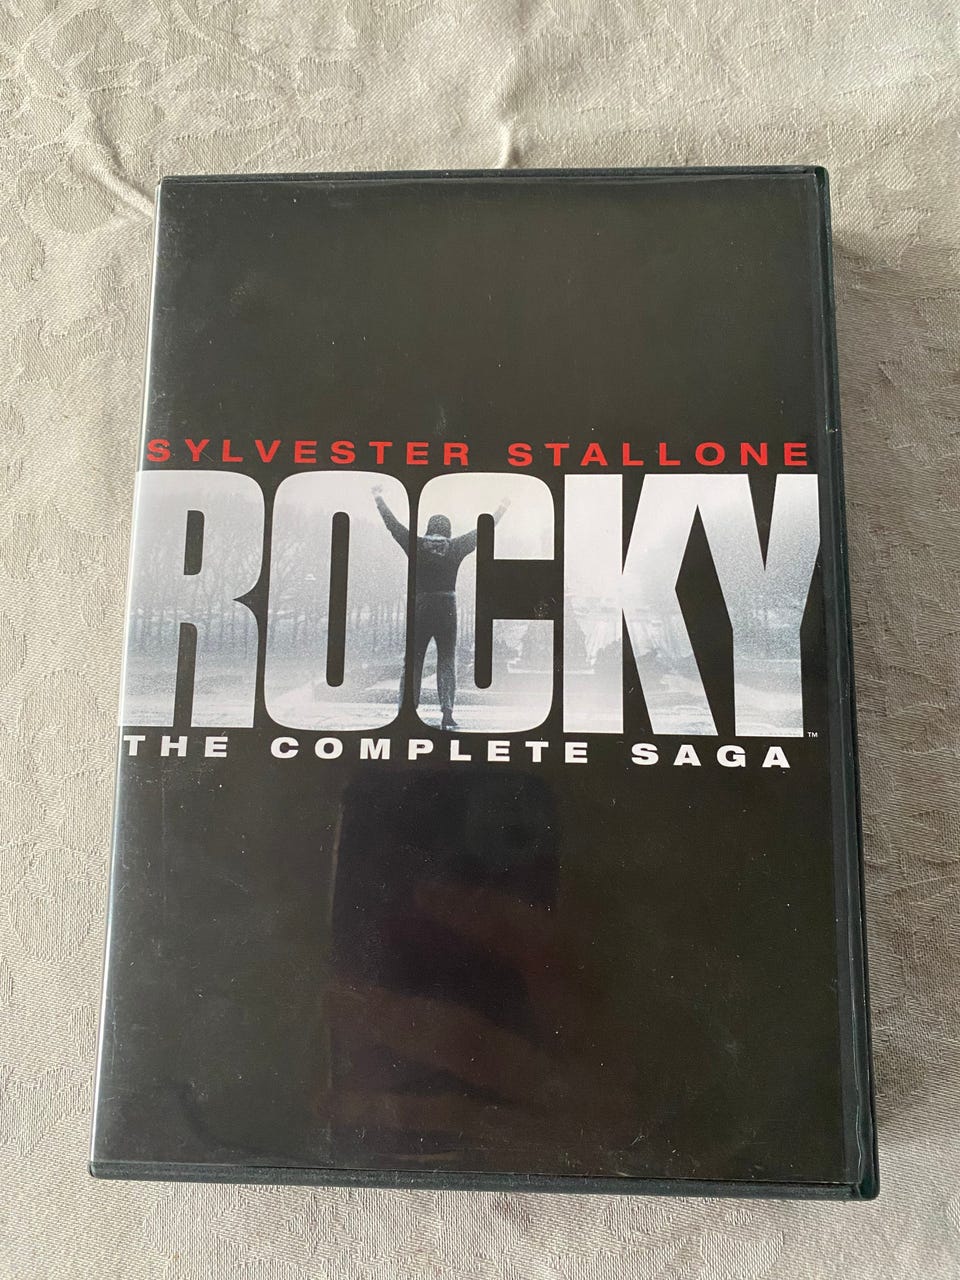 SYLVESTER STALLONE
ROCKY™
THE COMPLETE SAGA